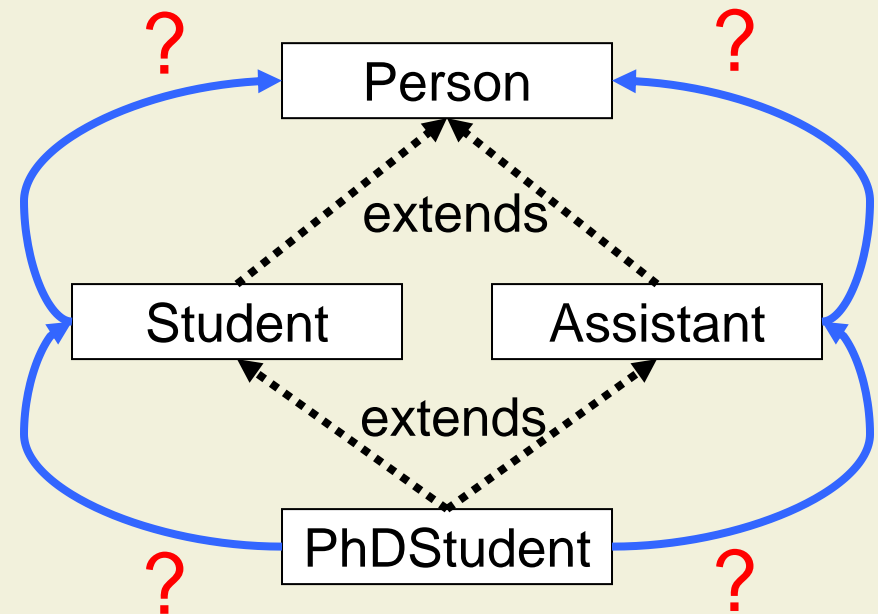 ? ?
Person
extends
Student Assistant
extends
PhDStudent
? ?